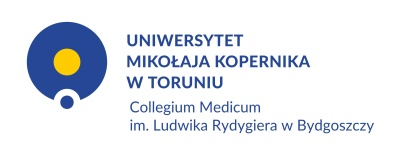 UNIWERSYTET
MIKOŁAJA KOPERNIKA
W TORUNIU
Collegium Medicum
im. Ludwika Rydygiera w Bydgoszczy